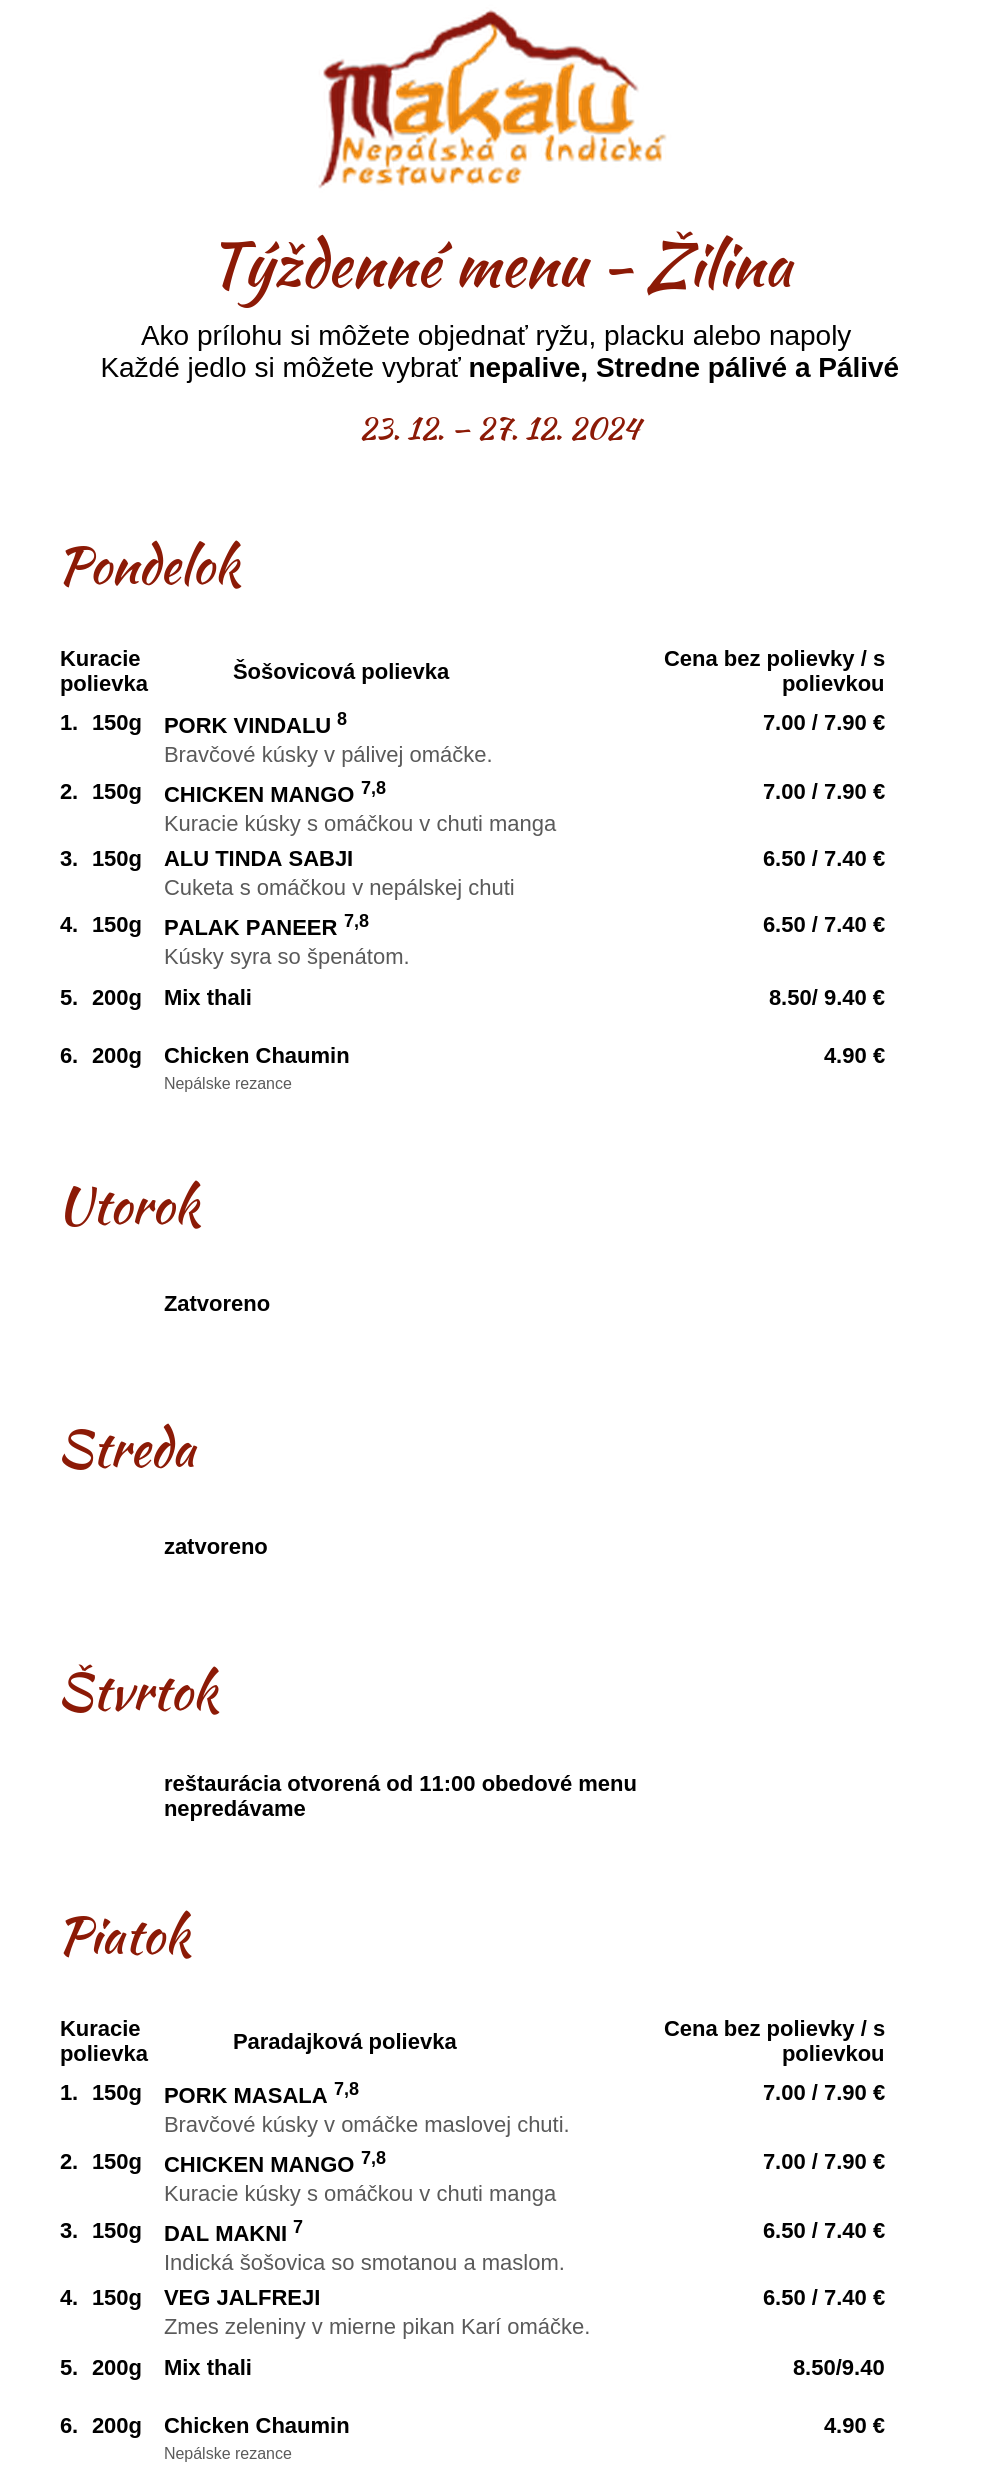 Makalu
Nepálská a Indická
restaurace
Týždenné menu - Žilina
Ako prílohu si môžete objednať ryžu, placku alebo napoly
Každé jedlo si môžete vybrať nepalive, Stredne pálivé a Pálivé
23. 12. – 27. 12. 2024
Pondelok
Kuracie polievka Šošovicová polievka Cena bez polievky / s polievkou
1. 150g PORK VINDALU 8 7.00 / 7.90 €
Bravčové kúsky v pálivej omáčke.
2. 150g CHICKEN MANGO 7,8 7.00 / 7.90 €
Kuracie kúsky s omáčkou v chuti manga
3. 150g ALU TINDA SABJI 6.50 / 7.40 €
Cuketa s omáčkou v nepálskej chuti
4. 150g PALAK PANEER 7,8 6.50 / 7.40 €
Kúsky syra so špenátom.
5. 200g Mix thali 8.50/ 9.40 €
6. 200g Chicken Chaumin 4.90 €
Nepálske rezance
Utorok
Zatvoreno
Streda
zatvoreno
Štvrtok
reštaurácia otvorená od 11:00 obedové menu
nepredávame
Piatok
Kuracie polievka Paradajková polievka Cena bez polievky / s polievkou
1. 150g PORK MASALA 7,8 7.00 / 7.90 €
Bravčové kúsky v omáčke maslovej chuti.
2. 150g CHICKEN MANGO 7,8 7.00 / 7.90 €
Kuracie kúsky s omáčkou v chuti manga
3. 150g DAL MAKNI 7 6.50 / 7.40 €
Indická šošovica so smotanou a maslom.
4. 150g VEG JALFREJI 6.50 / 7.40 €
Zmes zeleniny v mierne pikan Karí omáčke.
5. 200g Mix thali 8.50/9.40
6. 200g Chicken Chaumin 4.90 €
Nepálske rezance